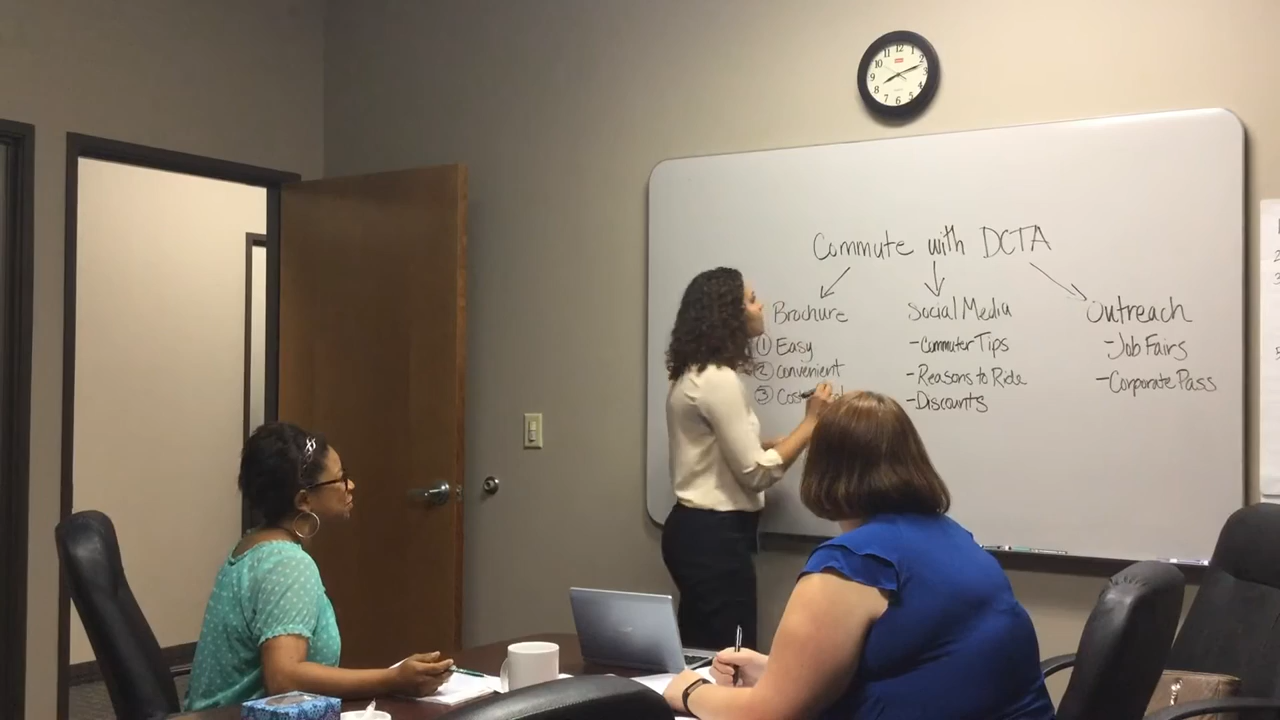 Commute with DCTA
Brochure
① Easy
② convenient
③
Social Media
- Commuter Tips
- Reasons to Ride
- Discounts
Outreach
- Job Fairs
- Corporate Pass